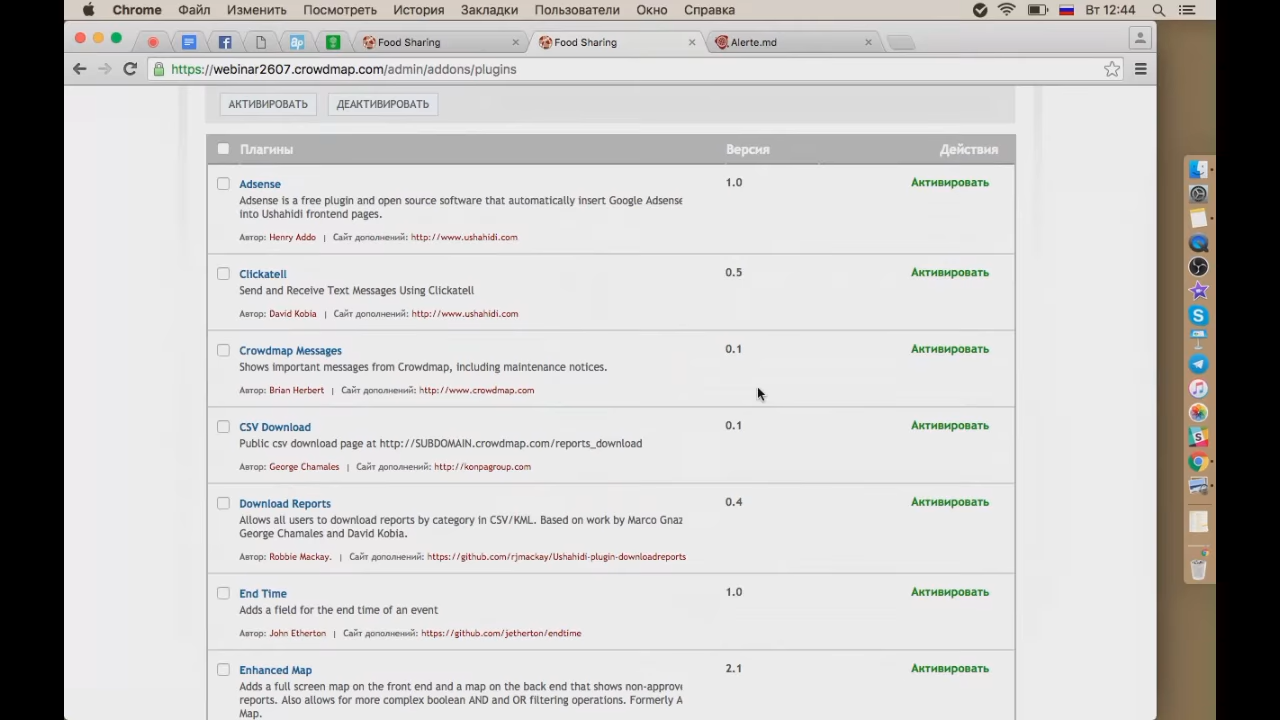 Chrome Файл Изменить Посмотреть История Закладки Пользователи Окно Справка Вт 12:44
Food Sharing Food Sharing Alerte.md
https://webinar2607.crowdmap.com/admin/addons/plugins
АКТИВИРОВАТЬ ДЕАКТИВИРОВАТЬ
Плагины Версия Действия
Adsense 1.0 Активировать
Adsense is a free plugin and open source software that automatically insert Google Adsense
into Ushahidi frontend pages.
Автор: Henry Addo | Сайт дополнений: http://www.ushahidi.com
Clickatell 0.5 Активировать
Send and Receive Text Messages Using Clickatell
Автор: David Kobia | Сайт дополнений: http://www.ushahidi.com
Crowdmap Messages 0.1 Активировать
Shows important messages from Crowdmap, including maintenance notices.
Автор: Brian Herbert | Сайт дополнений: http://www.crowdmap.com
CSV Download 0.1 Активировать
Public csv download page at http://SUBDOMAIN.crowdmap.com/reports_download
Автор: George Chamales | Сайт дополнений: http://konpagroup.com
Download Reports 0.4 Активировать
Allows all users to download reports by category in CSV/KML. Based on work by Marco Gnaz
George Chamales and David Kobia.
Автор: Robbie Mackay. | Сайт дополнений: https://github.com/rjmackay/Ushahidi-plugin-downloadreports
End Time 1.0 Активировать
Adds a field for the end time of an event
Автор: John Etherton | Сайт дополнений: https://github.com/jetherton/endtime
Enhanced Map 2.1 Активировать
Adds a full screen map on the front end and a map on the back end that shows non-approve
reports. Also allows for more complex boolean AND and OR filtering operations. Formerly A
Map.